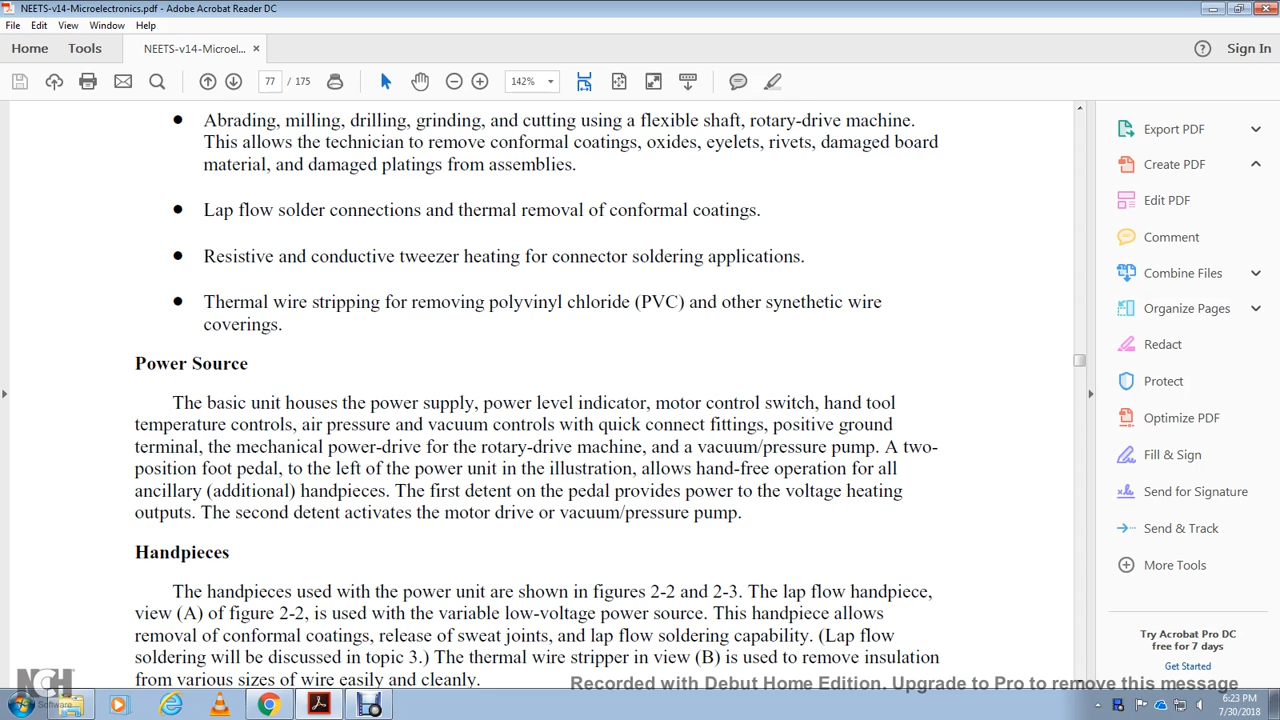 NEETS-v14-Microelectronics.pdf - Adobe Acrobat Reader DC
File Edit View Window Help
Home Tools NEETS-v14-Microel... × Sign In
77 / 175 142%
• Abrading, milling, drilling, grinding, and cutting using a flexible shaft, rotary-drive machine.
This allows the technician to remove conformal coatings, oxides, eyelets, rivets, damaged board
material, and damaged platings from assemblies.
• Lap flow solder connections and thermal removal of conformal coatings.
• Resistive and conductive tweezer heating for connector soldering applications.
• Thermal wire stripping for removing polyvinyl chloride (PVC) and other synethetic wire
coverings.
Power Source
The basic unit houses the power supply, power level indicator, motor control switch, hand tool
temperature controls, air pressure and vacuum controls with quick connect fittings, positive ground
terminal, the mechanical power-drive for the rotary-drive machine, and a vacuum/pressure pump. A two-
position foot pedal, to the left of the power unit in the illustration, allows hand-free operation for all
ancillary (additional) handpieces. The first detent on the pedal provides power to the voltage heating
outputs. The second detent activates the motor drive or vacuum/pressure pump.
Handpieces
The handpieces used with the power unit are shown in figures 2-2 and 2-3. The lap flow handpiece,
view (A) of figure 2-2, is used with the variable low-voltage power source. This handpiece allows
removal of conformal coatings, release of sweat joints, and lap flow soldering capability. (Lap flow
soldering will be discussed in topic 3.) The thermal wire stripper in view (B) is used to remove insulation
from various sizes of wire easily and cleanly.
Export PDF
Create PDF
Edit PDF
Comment
Combine Files
Organize Pages
Redact
Protect
Optimize PDF
Fill & Sign
Send for Signature
Send & Track
More Tools
Try Acrobat Pro DC
free for 7 days
Get Started
NCH Software
Recorded with Debut Home Edition. Upgrade to Pro to remove this message
6:23 PM
7/30/2018